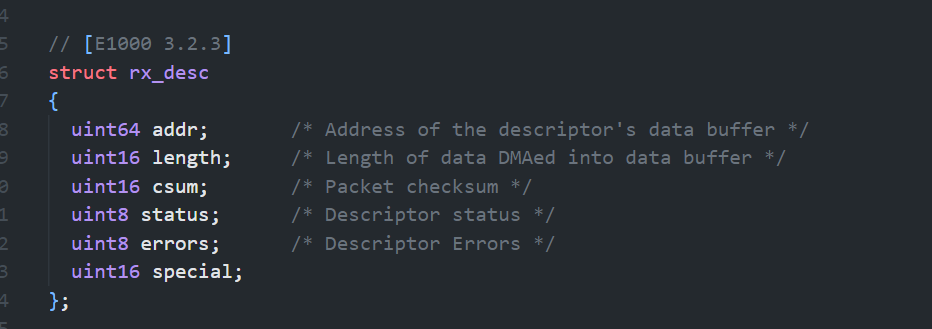 4
5 // [E1000 3.2.3]
6 struct rx_desc
7 {
8 uint64 addr; /* Address of the descriptor's data buffer */
9 uint16 length; /* Length of data DMAed into data buffer */
0 uint16 csum; /* Packet checksum */
1 uint8 status; /* Descriptor status */
2 uint8 errors; /* Descriptor Errors */
3 uint16 special;
4 };
5